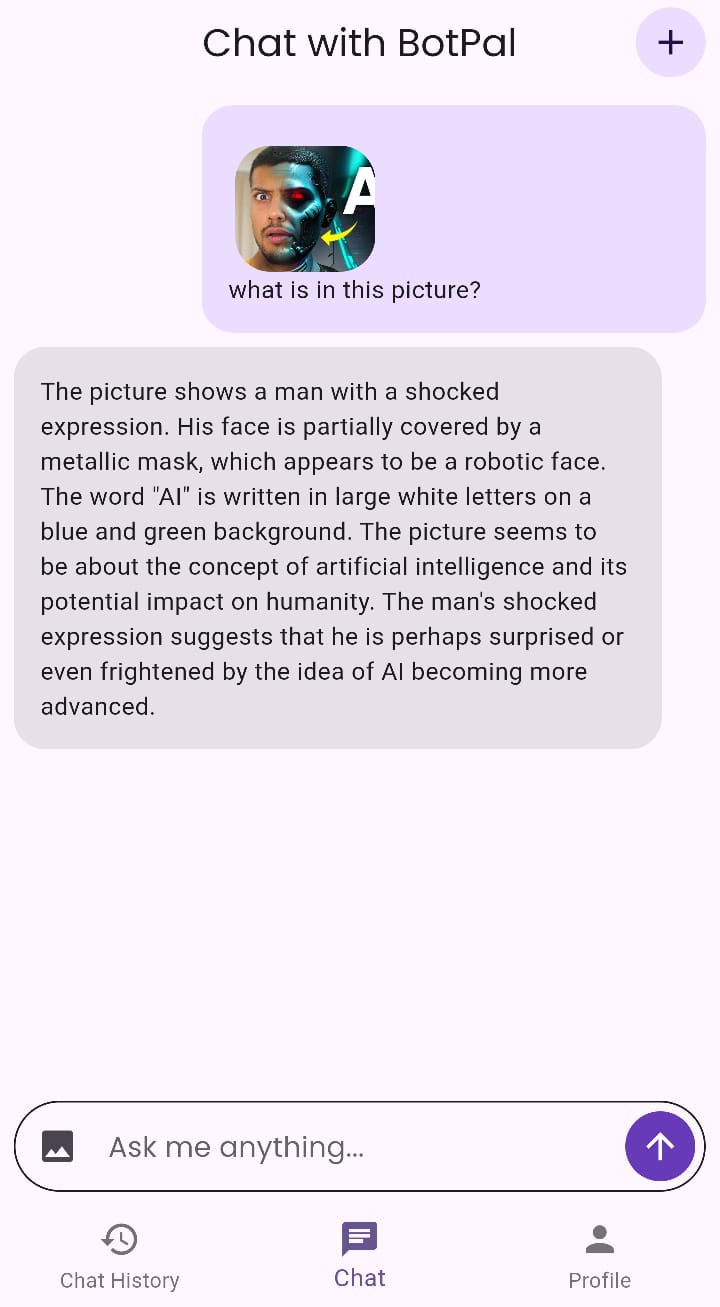 Chat with BotPal
A
what is in this picture?
The picture shows a man with a shocked
expression. His face is partially covered by a
metallic mask, which appears to be a robotic face.
The word "AI" is written in large white letters on a
blue and green background. The picture seems to
be about the concept of artificial intelligence and its
potential impact on humanity. The man's shocked
expression suggests that he is perhaps surprised or
even frightened by the idea of AI becoming more
advanced.
Ask me anything...
Chat History
Chat
Profile